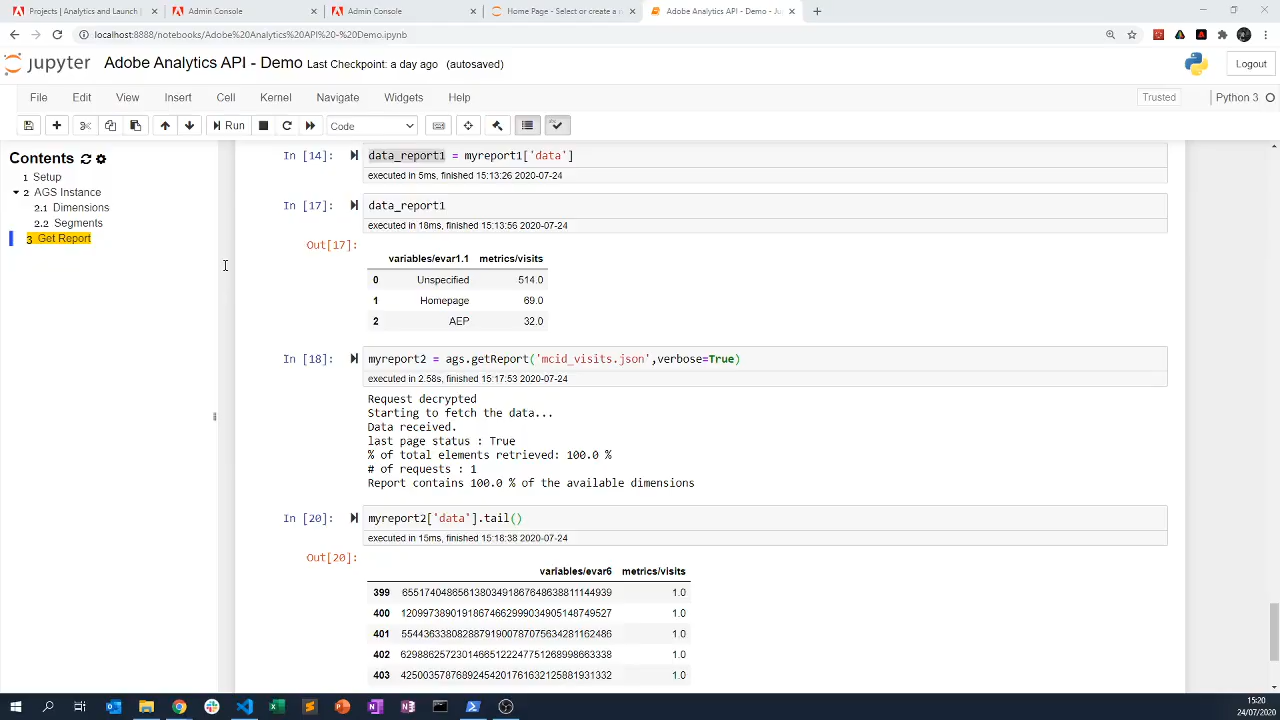 Projects | Analytics and Launch
Admin Console
Admin Console
Home Page - Select or create a n
Adobe Analytics API - Demo - Ju
localhost:8888/notebooks/Adobe%20Analytics%20API%20-%20Demo.ipynb
jupyter Adobe Analytics API - Demo Last Checkpoint: a day ago (autosaved)
Logout
File Edit View Insert Cell Kernel Navigate Widgets Help
Trusted
Python 3
Run
Code
Contents
1 Setup
2 AGS Instance
2.1 Dimensions
2.2 Segments
3 Get Report
In [14]: data_report1 = myreport1['data']
executed in 5ms, finished 15:13:26 2020-07-24
In [17]: data_report1
executed in 18ms, finished 15:13:56 2020-07-24
Out[17]:
variables/evar1.1 metrics/visits
0 Unspecified 514.0
1 Homepage 69.0
2 AEP 32.0
In [18]: myreport2 = ags.getReport('mcid_visits.json',verbose=True)
executed in 2.58s, finished 15:17:53 2020-07-24
Request decrypted
Starting to fetch the data...
Data received.
last page status : True
% of total elements retrieved: 100.0 %
# of requests : 1
Report contains 100.0 % of the available dimensions
In [20]: myreport2['data'].tail()
executed in 15ms, finished 15:18:38 2020-07-24
Out[20]:
variables/evar6 metrics/visits
399 65517404865613803491867648638811144939 1.0
400 12099738901918674662999034905148749527 1.0
401 55443633808288791900787075634281162486 1.0
402 62988625723014665122247751268998663338 1.0
403 42500357876892454201761632125881931332 1.0
15:20
24/07/2020